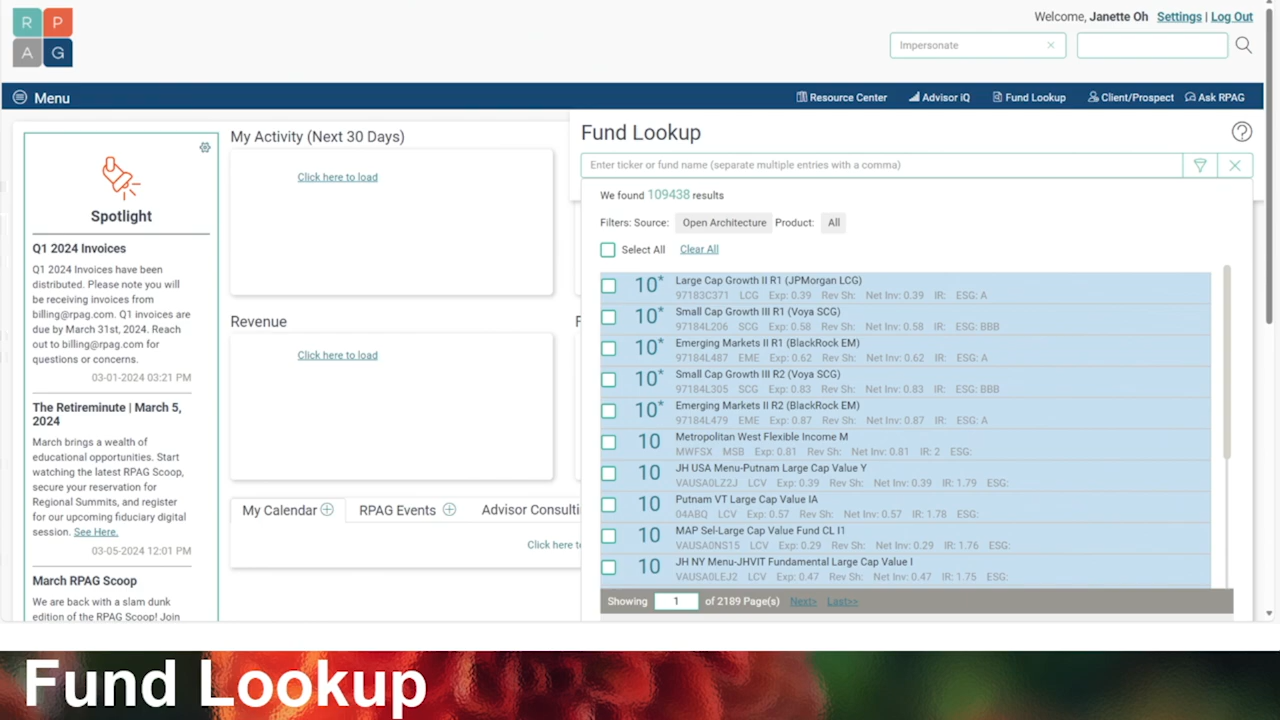 R P
A G
Welcome, Janette Oh Settings | Log Out
Impersonate ×
Menu
Resource Center Advisor iQ Fund Lookup Client/Prospect Ask RPAG
Spotlight
Q1 2024 Invoices
Q1 2024 Invoices have been
distributed. Please note you will
be receiving invoices from
billing@rpag.com. Q1 invoices are
due by March 31st, 2024. Reach
out to billing@rpag.com for
questions or concerns.
03-01-2024 03:21 PM
The Retireminute | March 5,
2024
March brings a wealth of
educational opportunities. Start
watching the latest RPAG Scoop,
secure your reservation for
Regional Summits, and register
for our upcoming fiduciary digital
session. See Here.
03-05-2024 12:01 PM
March RPAG Scoop
We are back with a slam dunk
edition of the RPAG Scoop! Join
My Activity (Next 30 Days)
Click here to load
Revenue
Click here to load
F
My Calendar RPAG Events Advisor Consulti
Click here to
Fund Lookup
Enter ticker or fund name (separate multiple entries with a comma)
We found 109438 results
Filters: Source: Open Architecture Product: All
Select All Clear All
10* Large Cap Growth II R1 (JPMorgan LCG)
97183C371 LCG Exp: 0.39 Rev Sh: Net Inv: 0.39 IR: ESG: A
10* Small Cap Growth III R1 (Voya SCG)
97184L206 SCG Exp: 0.58 Rev Sh: Net Inv: 0.58 IR: ESG: BBB
10* Emerging Markets II R1 (BlackRock EM)
97184L487 EME Exp: 0.62 Rev Sh: Net Inv: 0.62 IR: ESG: A
10* Small Cap Growth III R2 (Voya SCG)
97184L305 SCG Exp: 0.83 Rev Sh: Net Inv: 0.83 IR: ESG: BBB
10* Emerging Markets II R2 (BlackRock EM)
97184L479 EME Exp: 0.87 Rev Sh: Net Inv: 0.87 IR: ESG: A
10 Metropolitan West Flexible Income M
MWFSX MSB Exp: 0.81 Rev Sh: Net Inv: 0.81 IR: 2 ESG:
10 JH USA Menu-Putnam Large Cap Value Y
VAUSA0LZ2J LCV Exp: 0.39 Rev Sh: Net Inv: 0.39 IR: 1.79 ESG:
10 Putnam VT Large Cap Value IA
04ABQ LCV Exp: 0.57 Rev Sh: Net Inv: 0.57 IR: 1.78 ESG:
10 MAP Sel-Large Cap Value Fund CL I1
VAUSA0NS15 LCV Exp: 0.29 Rev Sh: Net Inv: 0.29 IR: 1.76 ESG:
10 JH NY Menu-JHVIT Fundamental Large Cap Value I
VAUSA0LEJ2 LCV Exp: 0.47 Rev Sh: Net Inv: 0.47 IR: 1.75 ESG:
Showing 1 of 2189 Page(s) Next> Last>>
Fund Lookup